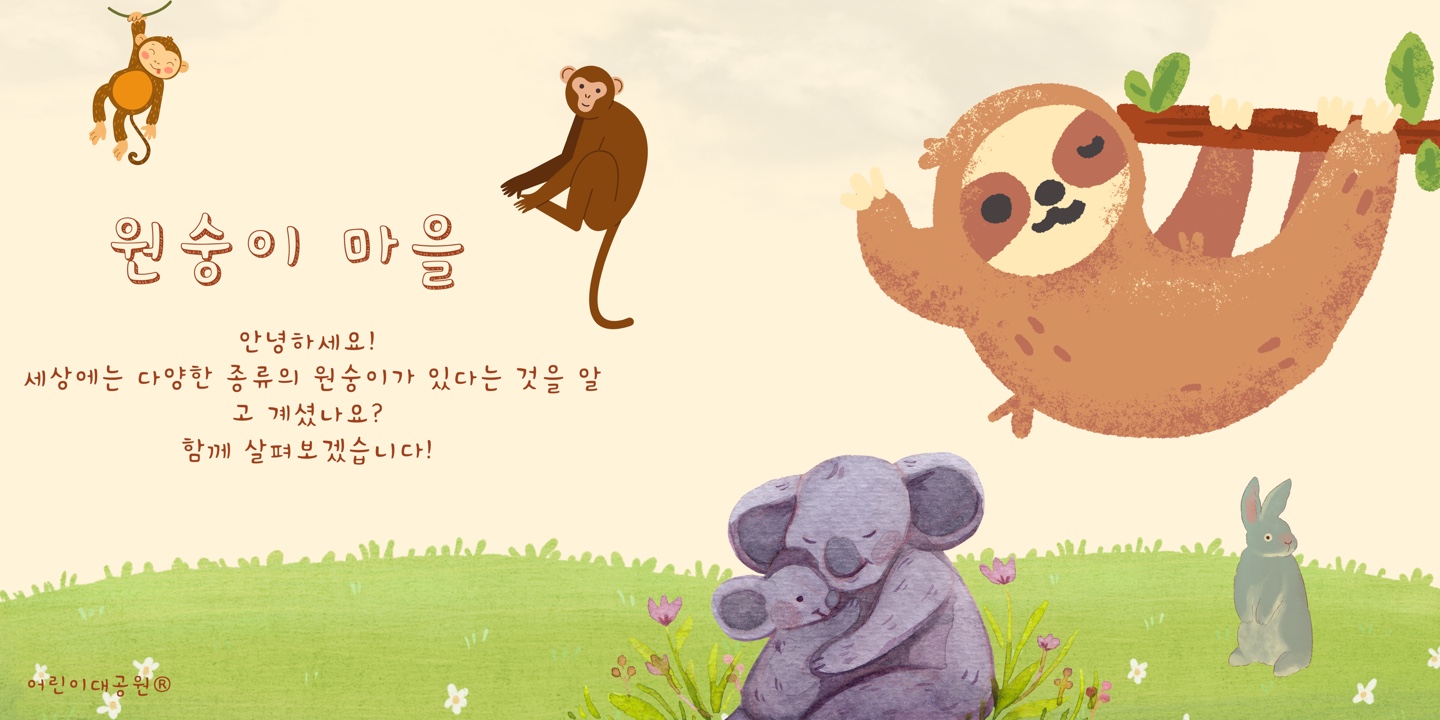 원숭이 마을
안녕하세요!
세상에는 다양한 종류의 원숭이가 있다는 것을 알
고 계셨나요?
함께 살펴보겠습니다!
어린이대공원®